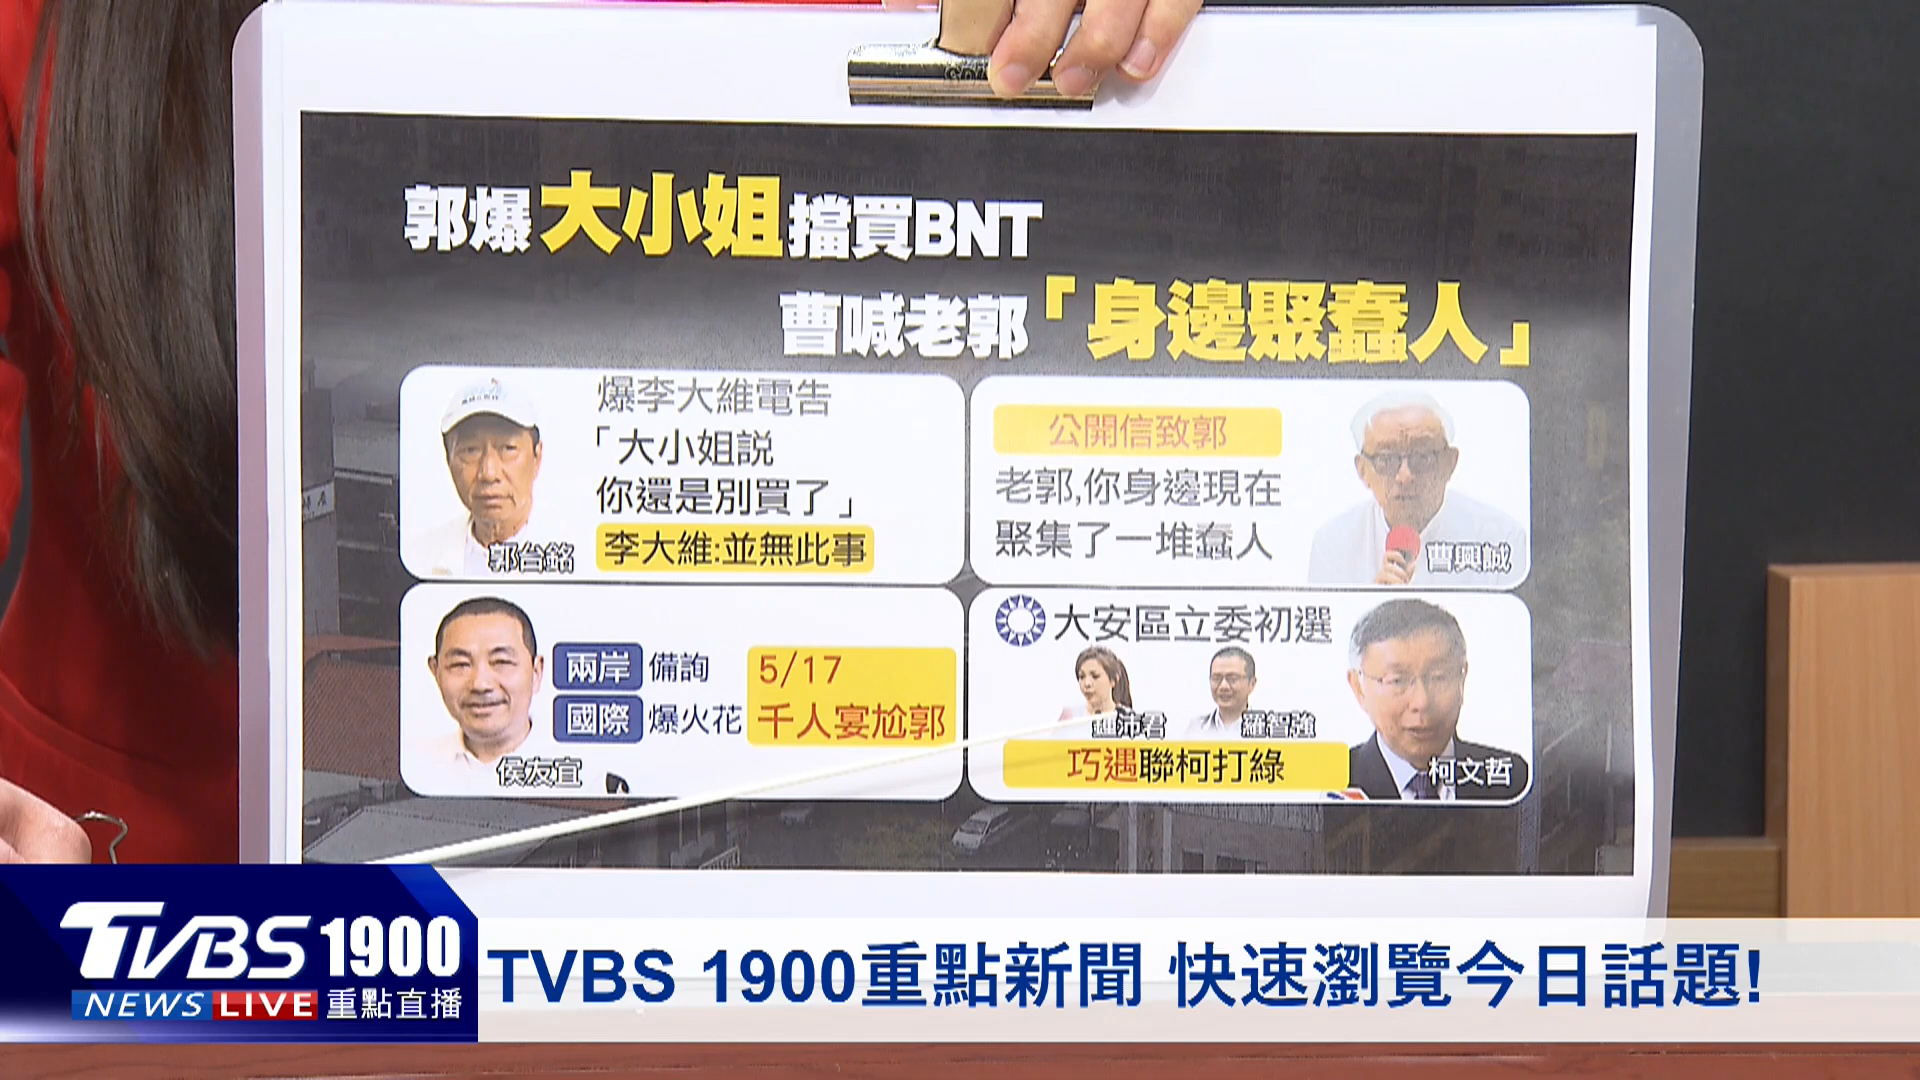 郭爆大小姐擋買BNT
曹喊老郭「身邊聚蠢人」
爆李大維電告
「大小姐說
你還是別買了」
李大維:並無此事
郭台銘
公開信致郭
老郭,你身邊現在
聚集了一堆蠢人
曹興誠
兩岸 備詢
國際 爆火花
5/17
千人宴尬郭
侯友宜
大安區立委初選
鍾沛君
羅智強
巧遇聯柯打綠
柯文哲
TVBS 1900
NEWS LIVE 重點直播
TVBS 1900重點新聞 快速瀏覽今日話題!